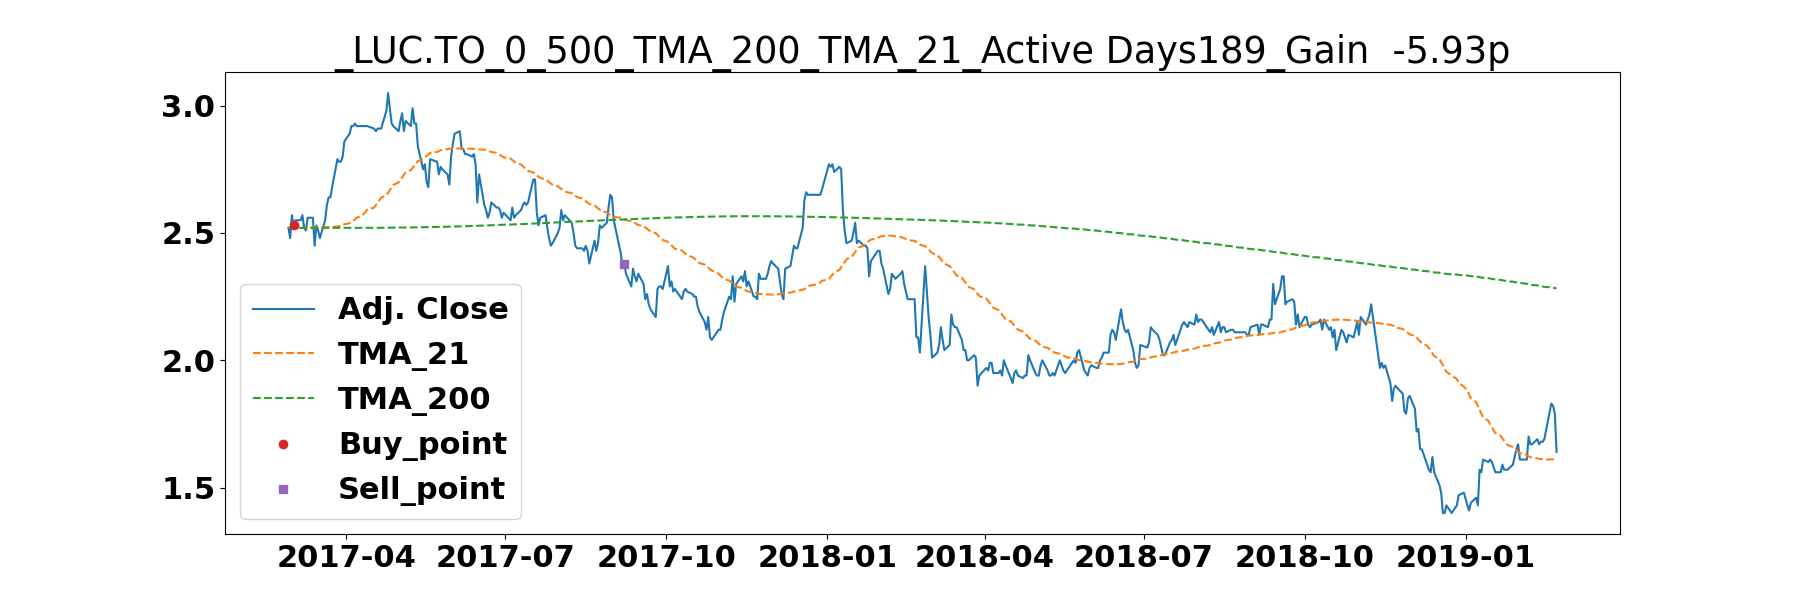 _LUC.TO_0_500_TMA_200_TMA_21_Active Days189_Gain  -5.93p
3.0
2.5
2.0
1.5
Adj. Close
TMA_21
TMA_200
Buy_point
Sell_point
2017-04 2017-07 2017-10 2018-01 2018-04 2018-07 2018-10 2019-01